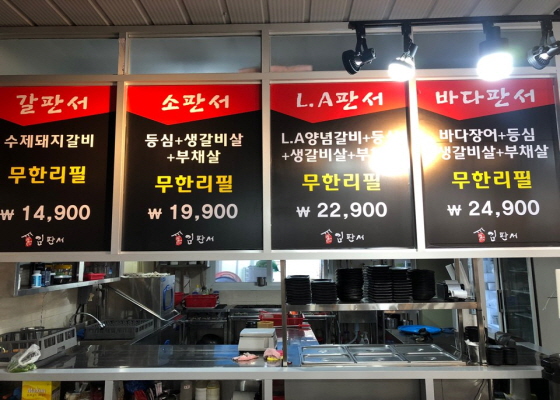 갈판서
수제돼지갈비
무한리필
₩ 14,900
임판서
소판서
등심+생갈비살
+부채살
무한리필
₩ 19,900
임판서
L.A판서
L.A양념갈비+등심
+생갈비살+부채살
무한리필
₩ 22,900
임판서
바다판서
바다장어+등심
+생갈비살+부채살
무한리필
₩ 24,900
임판서